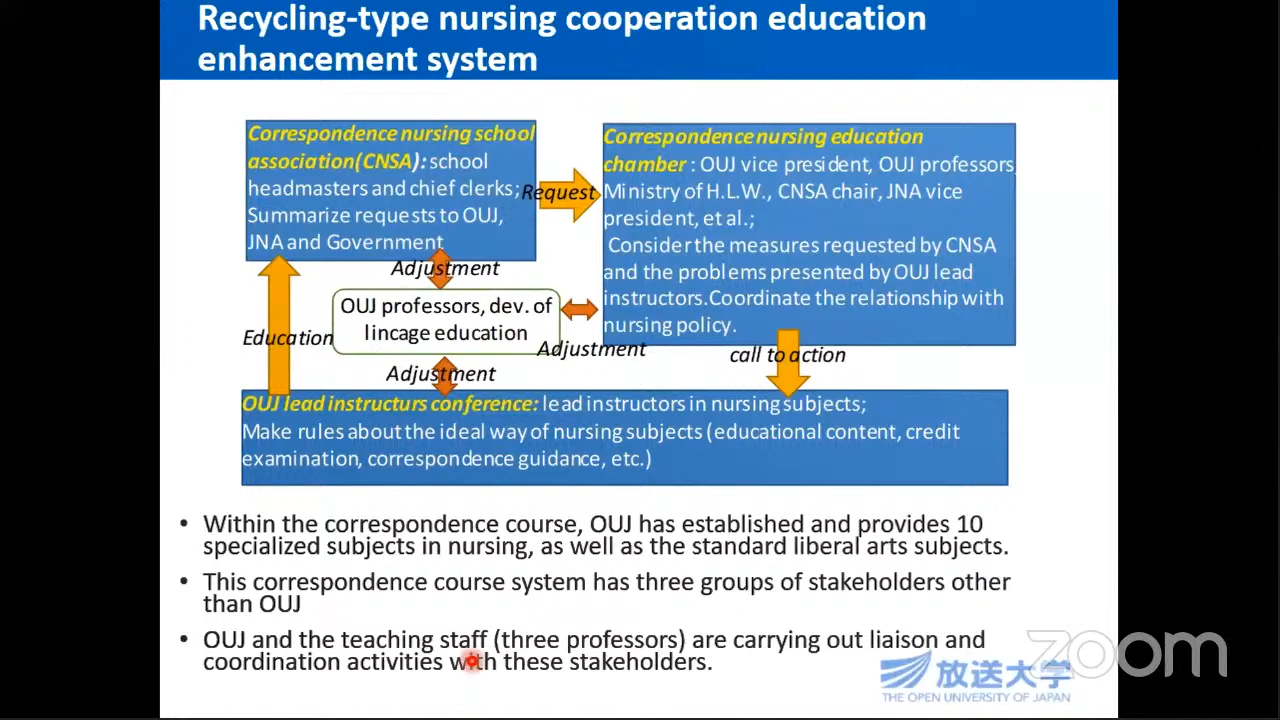 Recycling-type nursing cooperation education
enhancement system
Correspondence nursing school
association(CNSA): school
headmasters and chief clerks;
Summarize requests to OUJ,
JNA and Government
Request
Correspondence nursing education
chamber : OUJ vice president, OUJ professors,
Ministry of H.L.W., CNSA chair, JNA vice
president, et al.;
Consider the measures requested by CNSA
and the problems presented by OUJ lead
instructors.Coordinate the relationship with
nursing policy.
Adjustment
OUJ professors, dev. of
lincage education
Education
Adjustment
call to action
Adjustment
OUJ lead instructurs conference: lead instructors in nursing subjects;
Make rules about the ideal way of nursing subjects (educational content, credit
examination, correspondence guidance, etc.)
• Within the correspondence course, OUJ has established and provides 10
specialized subjects in nursing, as well as the standard liberal arts subjects.
• This correspondence course system has three groups of stakeholders other
than OUJ
• OUJ and the teaching staff (three professors) are carrying out liaison and
coordination activities with these stakeholders.
zoom
放送大学
THE OPEN UNIVERSITY OF JAPAN